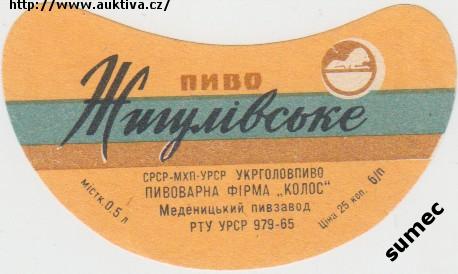 http://www.auktiva.cz/
ПИВО
Жигулівське
СРСР-МХП-УРСР УКРГОЛОВПИВО
ПИВОВАРНА ФІРМА „КОЛОС"
Меденицький пивзавод
РТУ УРСР 979-65
містк. 0,5 л
Ціна 25 коп. б/п
sumec